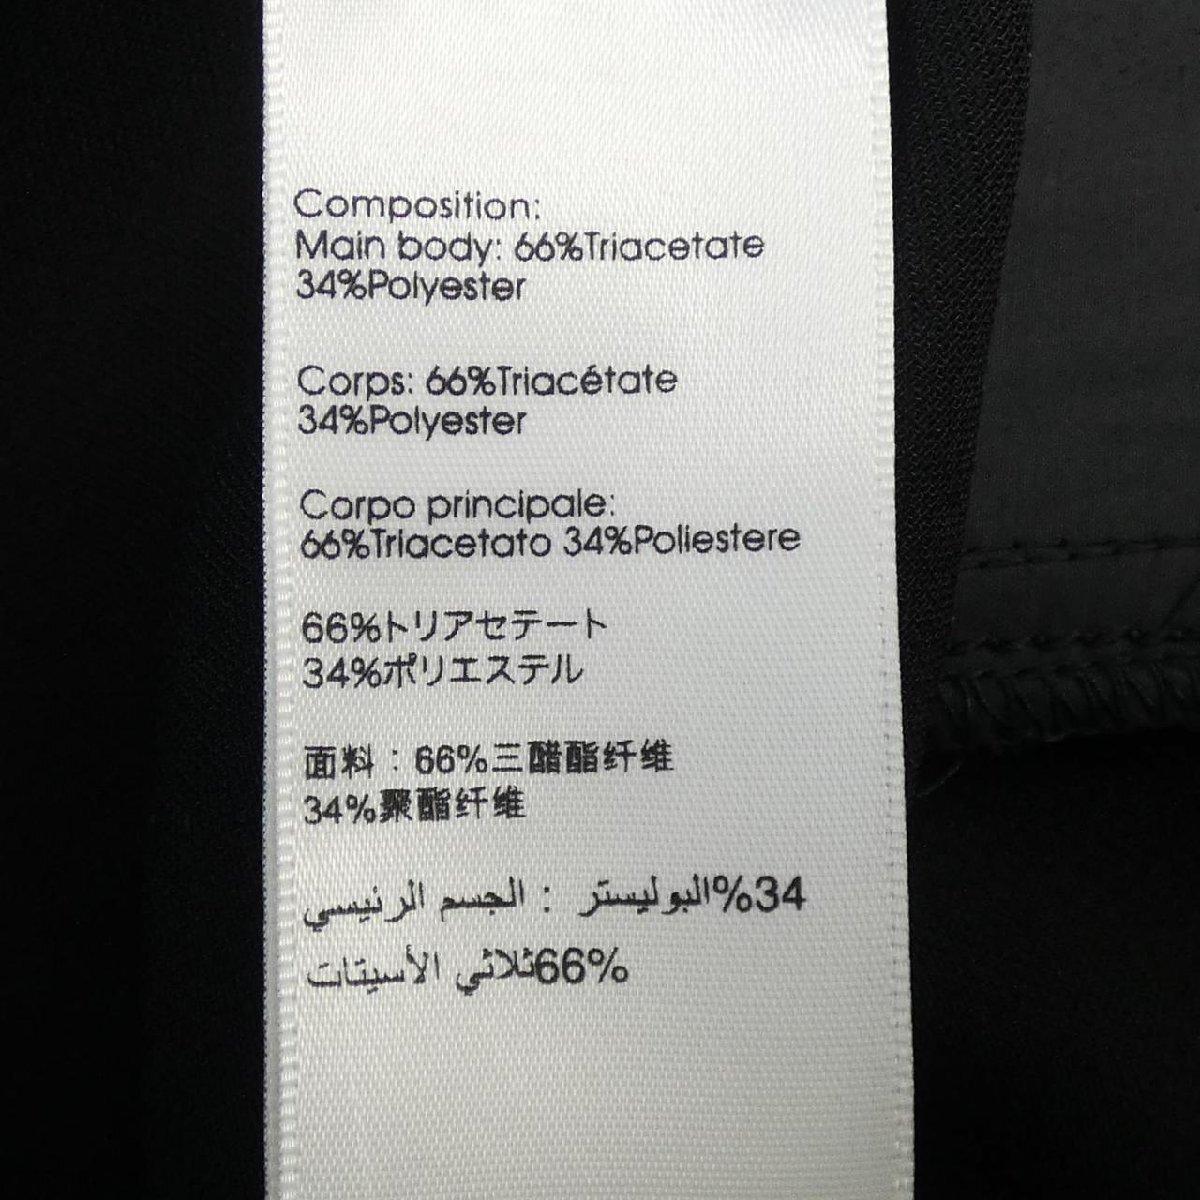 Composition:
Main body: 66%Triacetate
34%Polyester
Corps: 66%Triacétate
34%Polyester
Corpo principale:
66%Triacetato 34%Poliestere
66%トリアセテート
34%ポリエステル
面料：66%三醋酯纤维
34%聚酯纤维
34%البوليستر : الجسم الرئيسي
66%ثلاثي الأسيتات